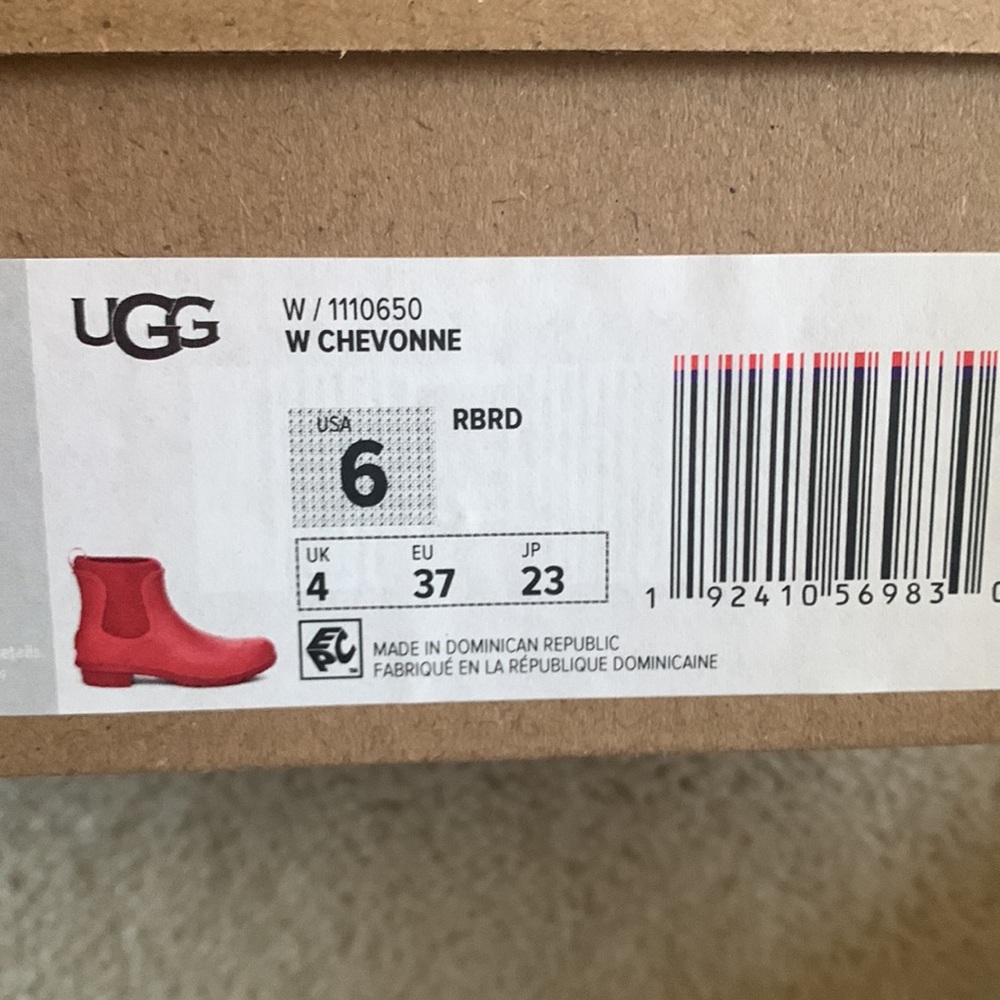 UGG
W / 1110650
W CHEVONNE
USA
6
RBRD
UK EU JP
4 37 23
1 92410 56983
EPC
MADE IN DOMINICAN REPUBLIC
FABRIQUÉ EN LA RÉPUBLIQUE DOMINICAINE